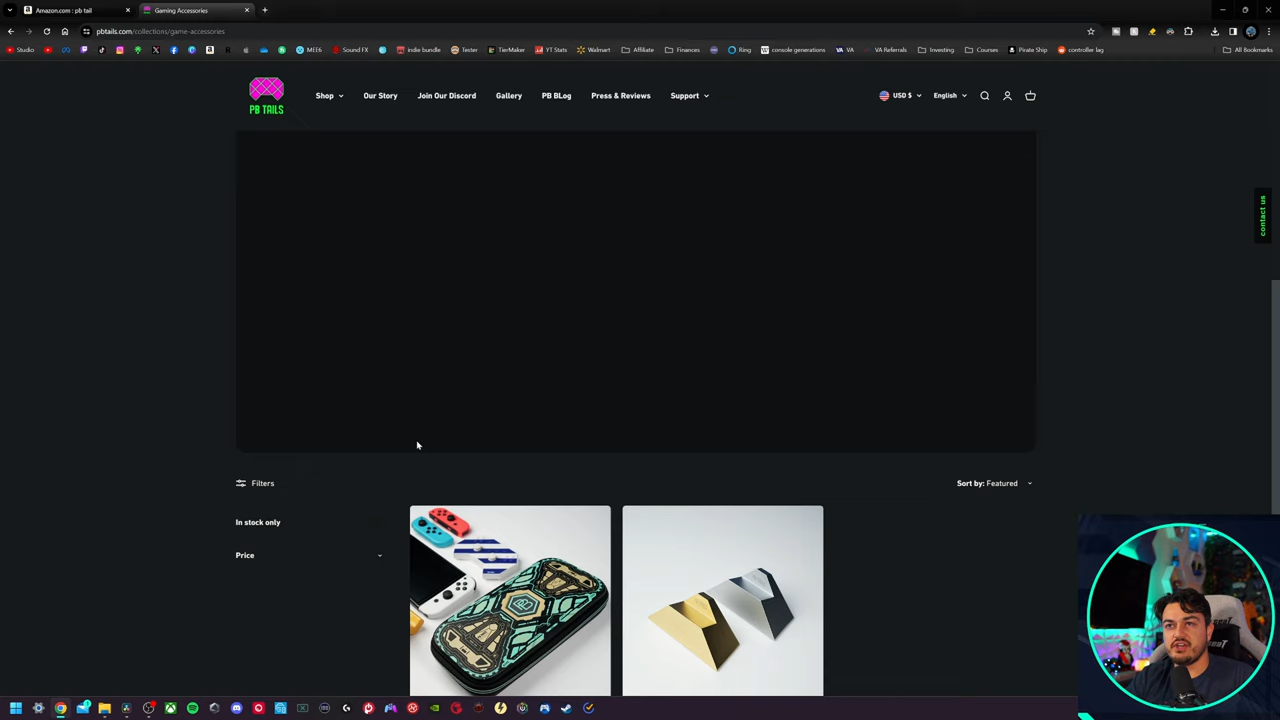 Amazon.com : pb tail
Gaming Accessories
pbtails.com/collections/game-accessories
Studio
MEE6
Sound FX
indie bundle
Tester
TierMaker
YT Stats
Walmart
Affiliate
Finances
Ring
console generations
VA
VA Referrals
Investing
Courses
Pirate Ship
controller lag
All Bookmarks
PB TAILS
Shop
Our Story
Join Our Discord
Gallery
PB BLog
Press & Reviews
Support
USD $
English
contact us
Filters
Sort by: Featured
In stock only
Price